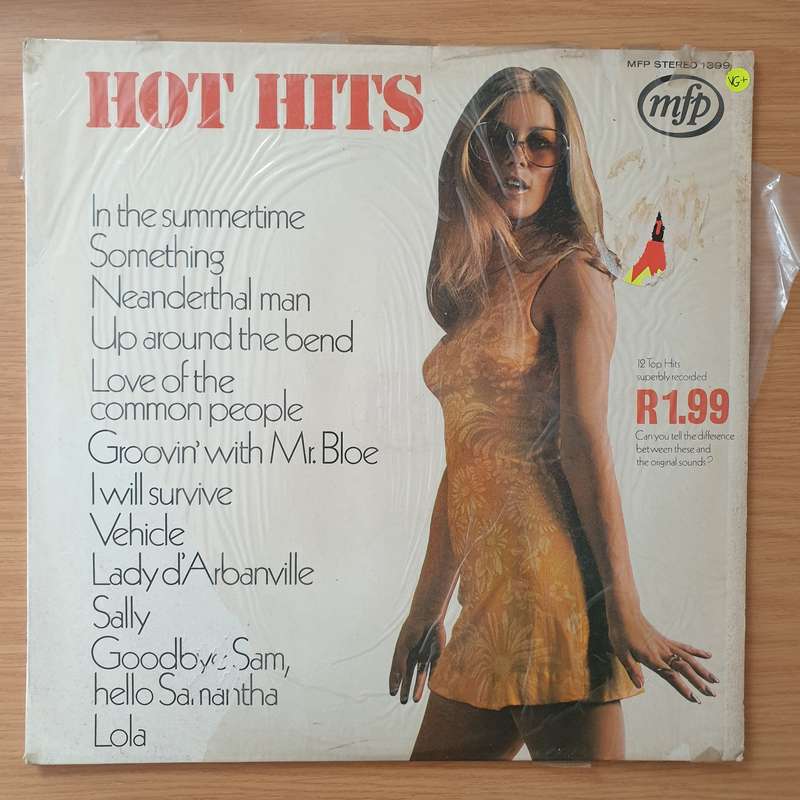 HOT HITS
MFP STEREO 1399
mfp
VG+
In the summertime
Something
Neanderthal man
Up around the bend
Love of the
common people
Groovin' with Mr. Bloe
I will survive
Vehicle
Lady d'Arbanville
Sally
Goodbye Sam,
hello Samantha
Lola
12 Top Hits
superbly recorded
R1.99
Can you tell the difference
between these and
the original sounds?